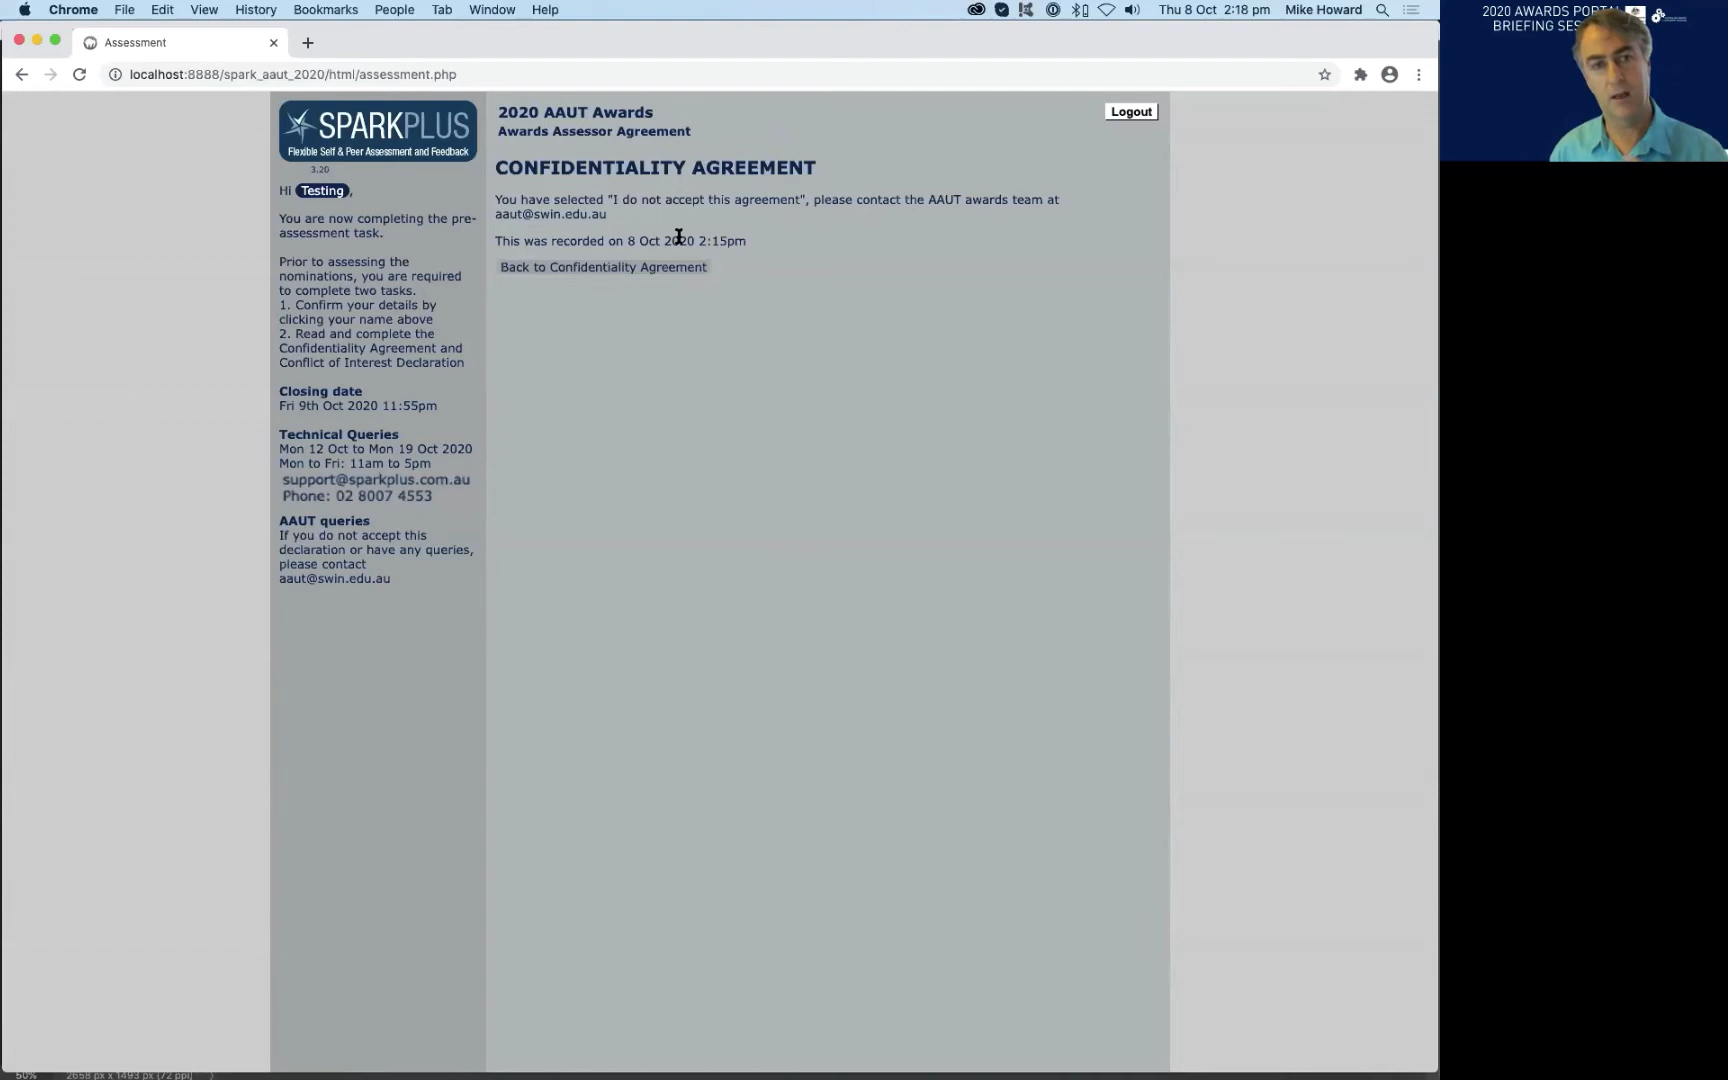 Chrome File Edit View History Bookmarks People Tab Window Help
Thu 8 Oct 2:18 pm Mike Howard
2020 AWARDS PORTAL
BRIEFING SES
Assessment
localhost:8888/spark_aaut_2020/html/assessment.php
SPARKPLUS
Flexible Self & Peer Assessment and Feedback
3.20
Hi Testing,
You are now completing the pre-
assessment task.
Prior to assessing the
nominations, you are required
to complete two tasks.
1. Confirm your details by
clicking your name above
2. Read and complete the
Confidentiality Agreement and
Conflict of Interest Declaration
Closing date
Fri 9th Oct 2020 11:55pm
Technical Queries
Mon 12 Oct to Mon 19 Oct 2020
Mon to Fri: 11am to 5pm
support@sparkplus.com.au
Phone: 02 8007 4553
AAUT queries
If you do not accept this
declaration or have any queries,
please contact
aaut@swin.edu.au
2020 AAUT Awards
Logout
Awards Assessor Agreement
CONFIDENTIALITY AGREEMENT
You have selected "I do not accept this agreement", please contact the AAUT awards team at
aaut@swin.edu.au
This was recorded on 8 Oct 2020 2:15pm
Back to Confidentiality Agreement
50% 2658 px x 1493 px (72 ppi)